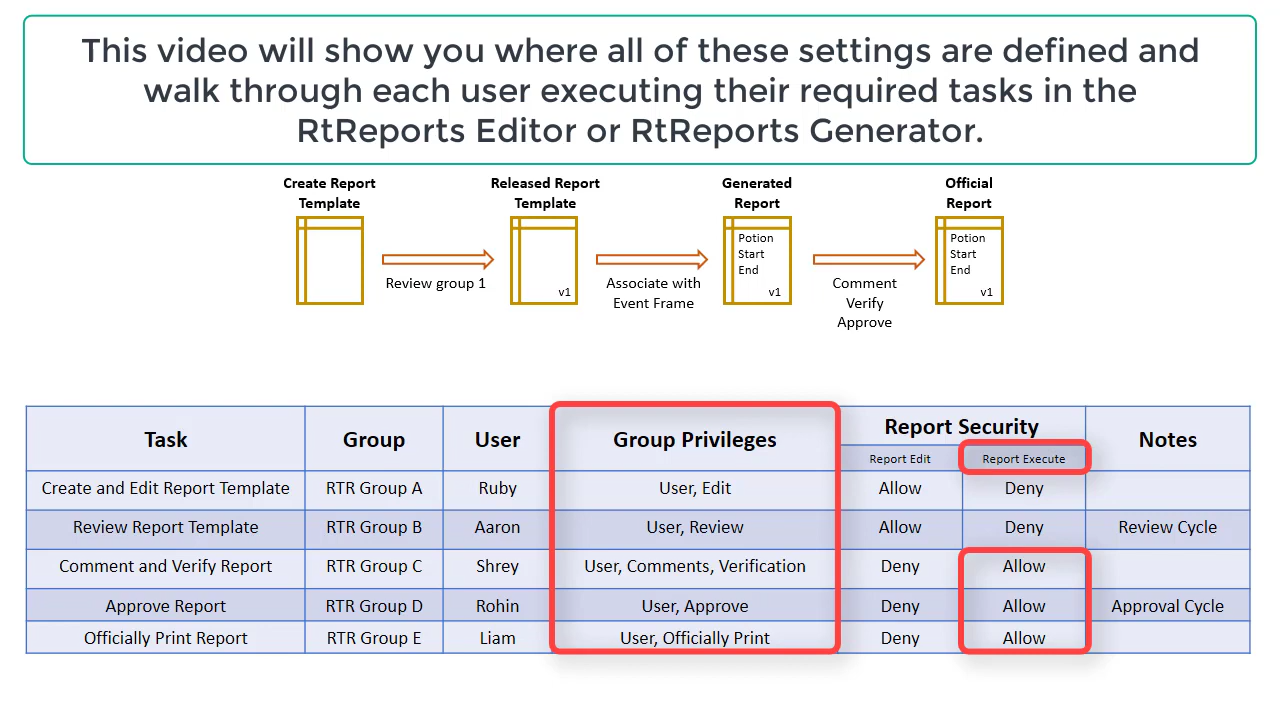 This video will show you where all of these settings are defined and
walk through each user executing their required tasks in the
RtReports Editor or RtReports Generator.
Create Report
Template
Released Report
Template
Generated
Report
Official
Report
v1
Potion
Start
End
v1
Potion
Start
End
v1
Review group 1
Associate with
Event Frame
Comment
Verify
Approve
Task Group User Group Privileges Report Security Notes
Report Edit Report Execute
Create and Edit Report Template RTR Group A Ruby User, Edit Allow Deny
Review Report Template RTR Group B Aaron User, Review Allow Deny Review Cycle
Comment and Verify Report RTR Group C Shrey User, Comments, Verification Deny Allow
Approve Report RTR Group D Rohin User, Approve Deny Allow Approval Cycle
Officially Print Report RTR Group E Liam User, Officially Print Deny Allow